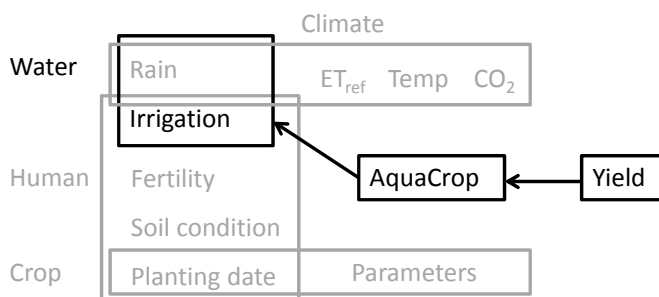 Climate
Water Rain ET_ref Temp CO₂
Irrigation
Human Fertility AquaCrop Yield
Soil condition
Crop Planting date Parameters